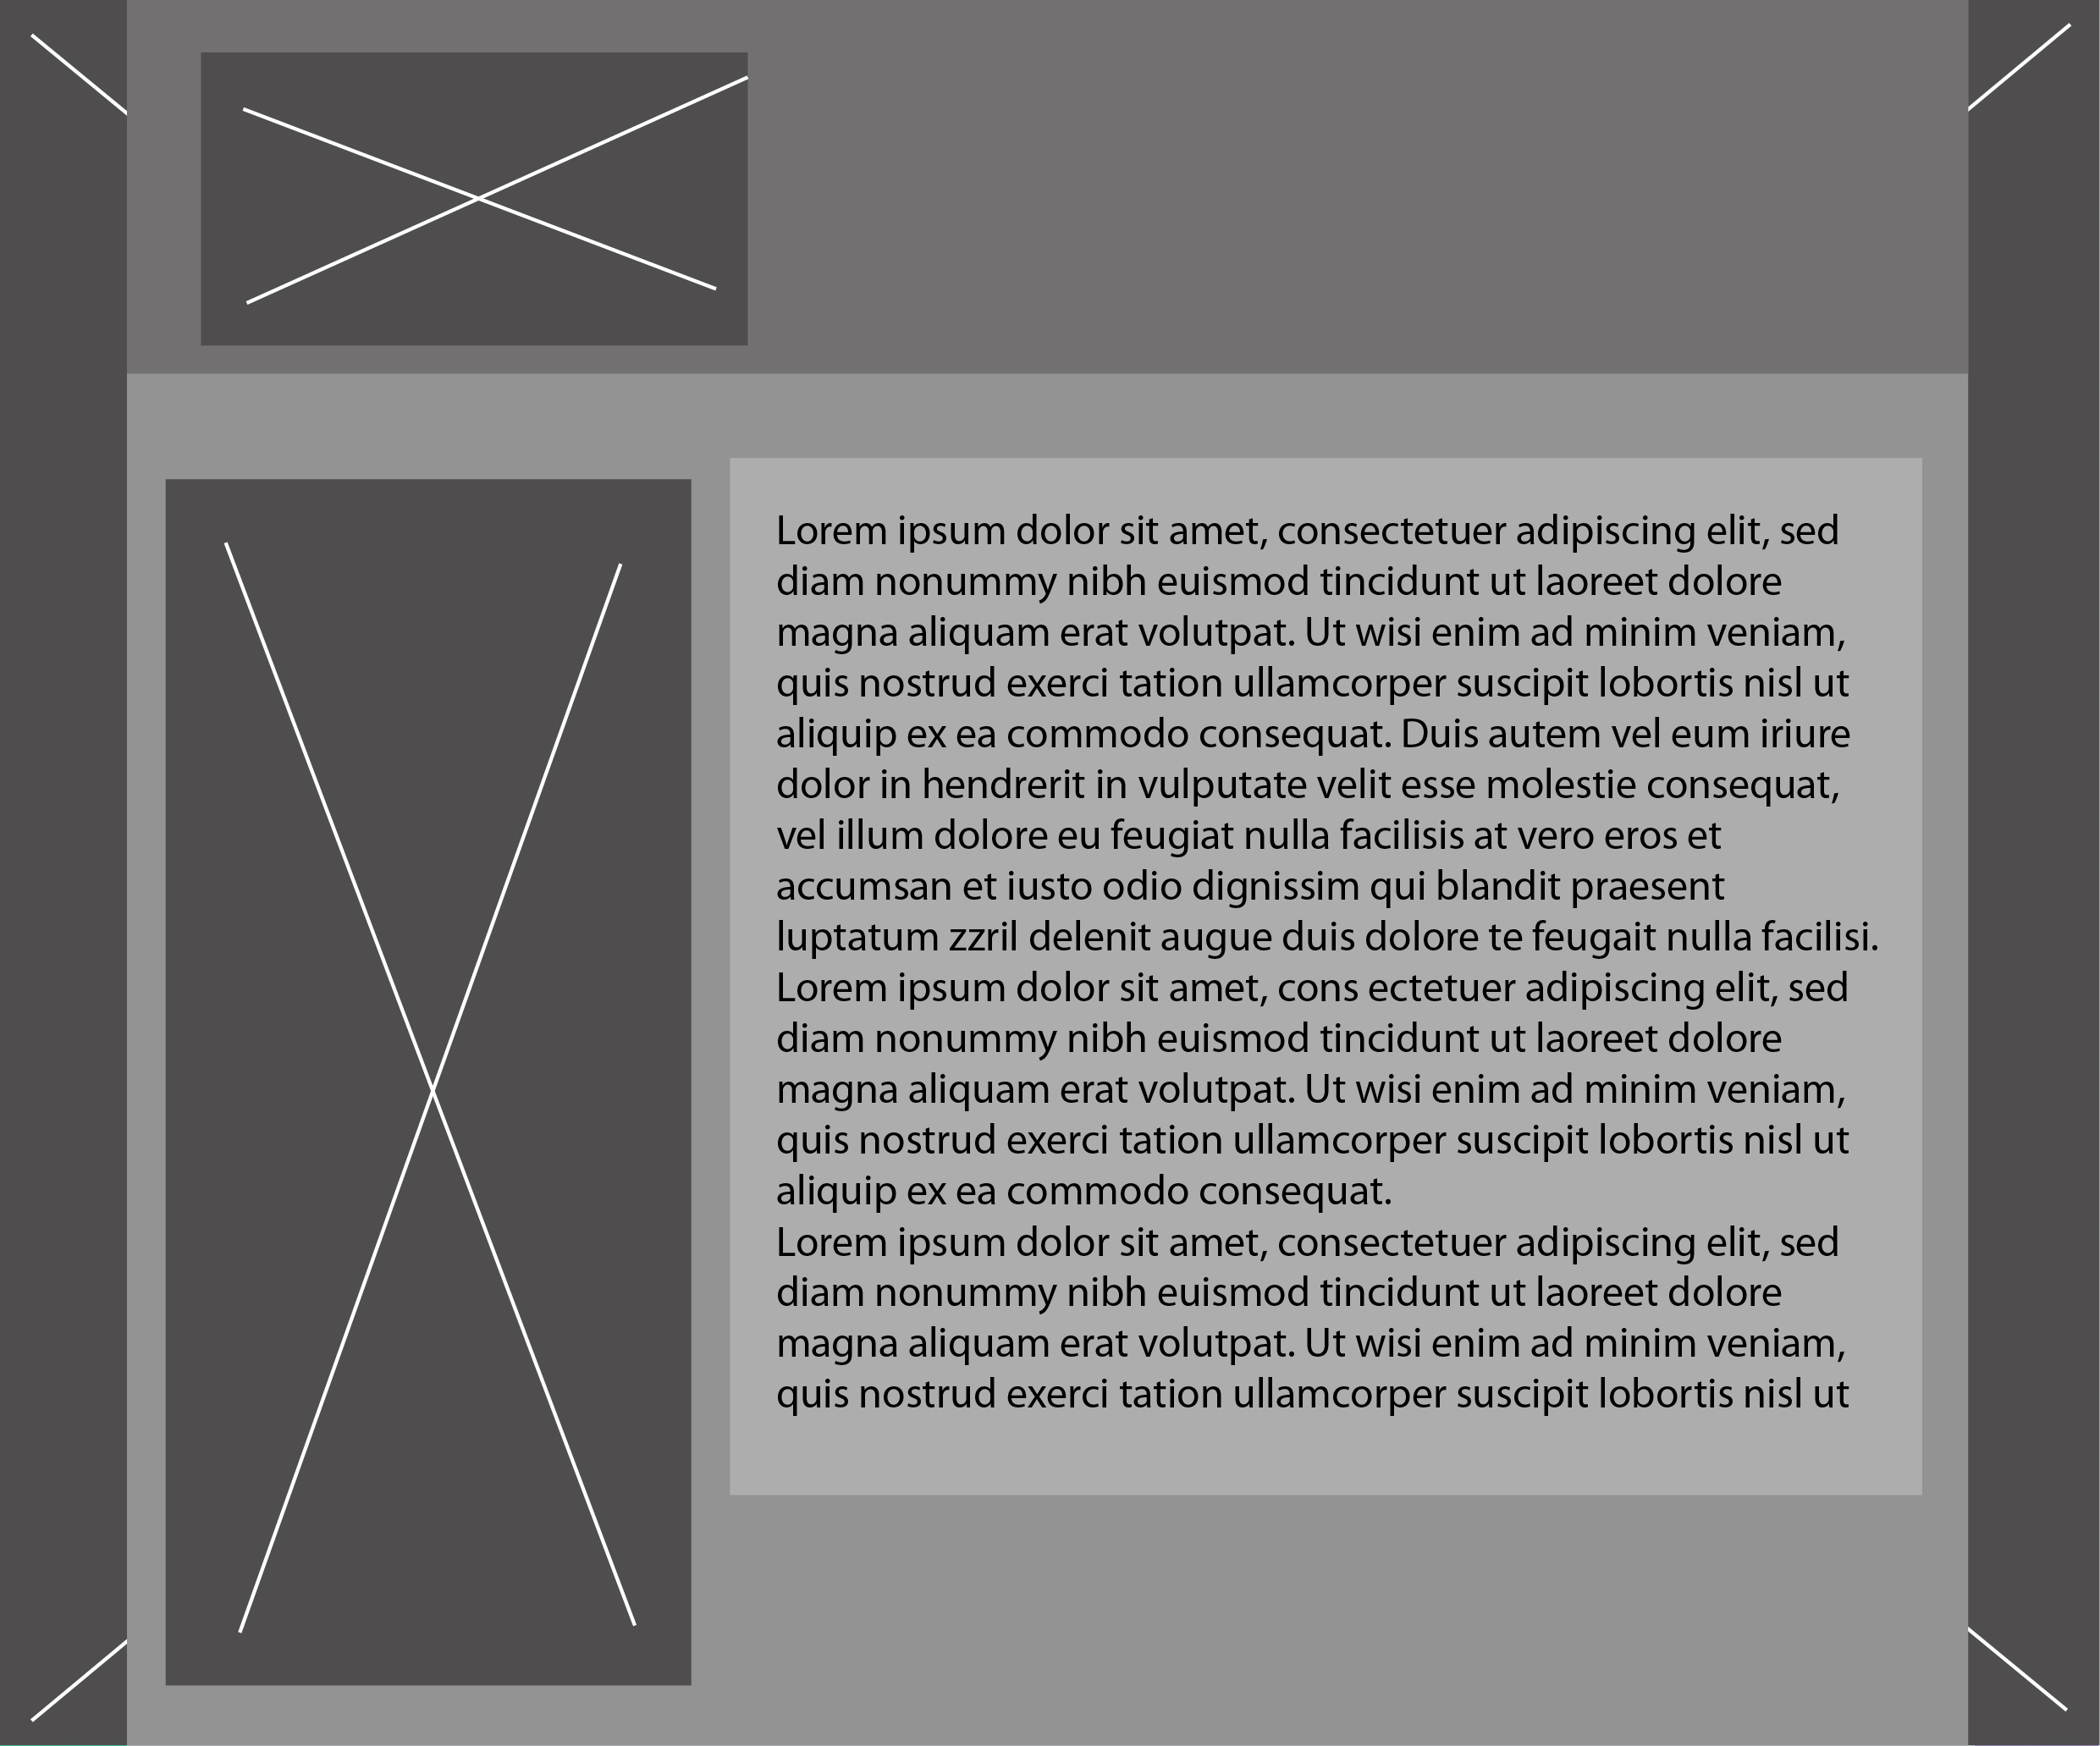 Lorem ipsum dolor sit amet, consectetuer adipiscing elit, sed
diam nonummy nibh euismod tincidunt ut laoreet dolore
magna aliquam erat volutpat. Ut wisi enim ad minim veniam,
quis nostrud exerci tation ullamcorper suscipit lobortis nisl ut
aliquip ex ea commodo consequat. Duis autem vel eum iriure
dolor in hendrerit in vulputate velit esse molestie consequat,
vel illum dolore eu feugiat nulla facilisis at vero eros et
accumsan et iusto odio dignissim qui blandit praesent
luptatum zzril delenit augue duis dolore te feugait nulla facilisi.
Lorem ipsum dolor sit amet, cons ectetuer adipiscing elit, sed
diam nonummy nibh euismod tincidunt ut laoreet dolore
magna aliquam erat volutpat. Ut wisi enim ad minim veniam,
quis nostrud exerci tation ullamcorper suscipit lobortis nisl ut
aliquip ex ea commodo consequat.
Lorem ipsum dolor sit amet, consectetuer adipiscing elit, sed
diam nonummy nibh euismod tincidunt ut laoreet dolore
magna aliquam erat volutpat. Ut wisi enim ad minim veniam,
quis nostrud exerci tation ullamcorper suscipit lobortis nisl ut